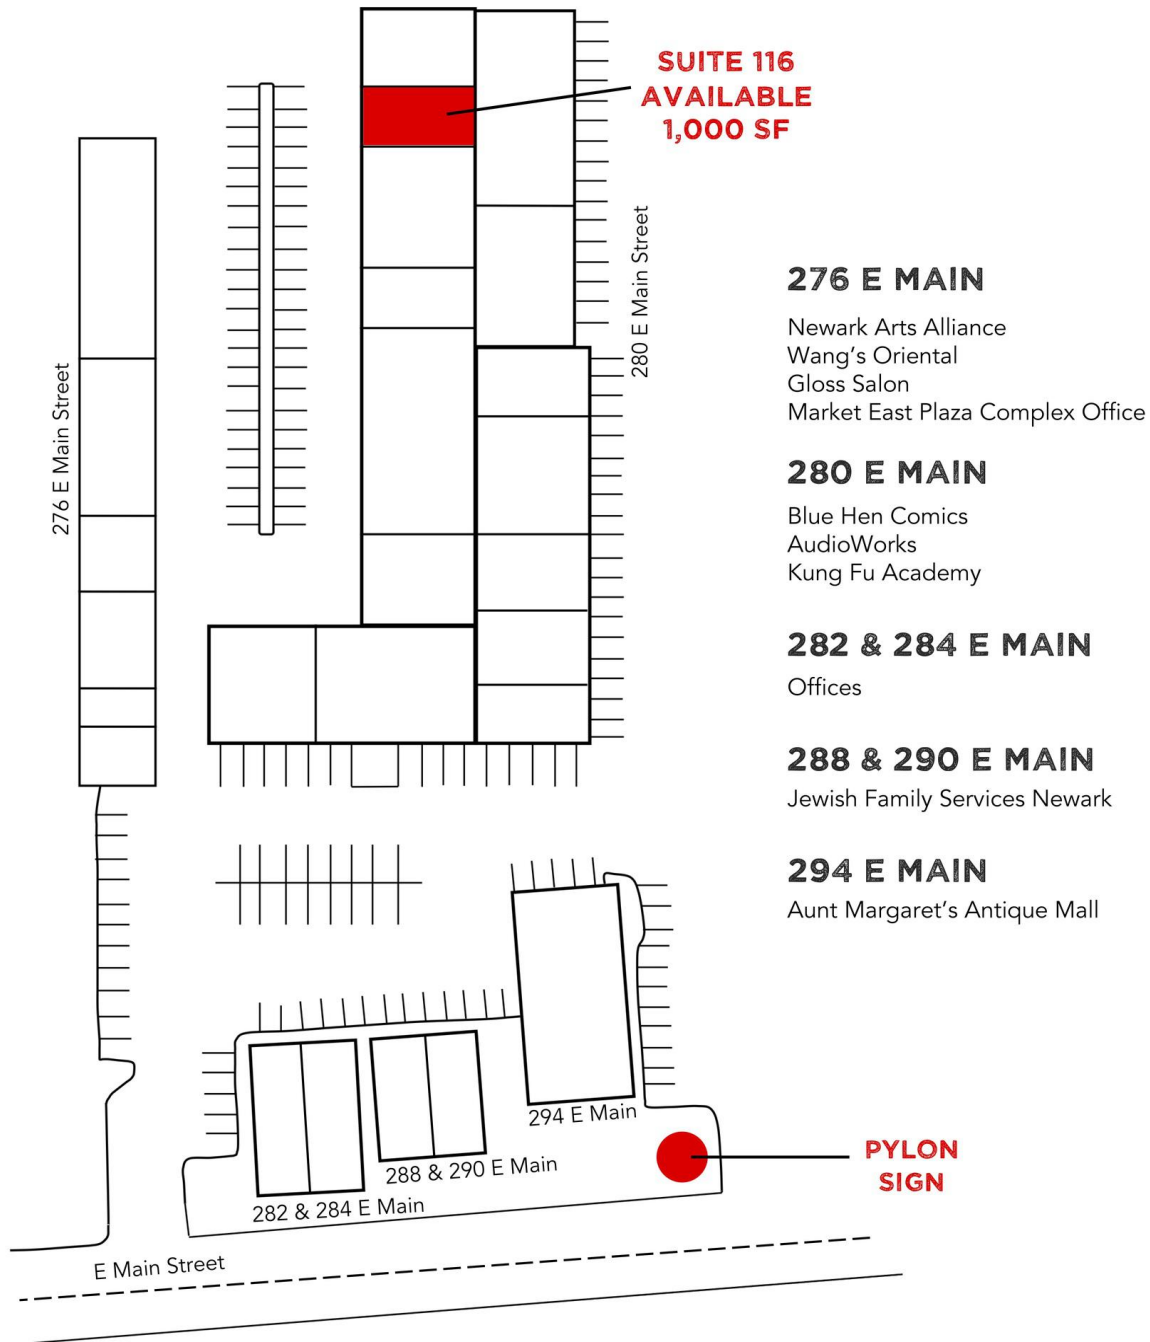 SUITE 116
AVAILABLE
1,000 SF
280 E Main Street
276 E Main Street
276 E MAIN
Newark Arts Alliance
Wang's Oriental
Gloss Salon
Market East Plaza Complex Office
280 E MAIN
Blue Hen Comics
AudioWorks
Kung Fu Academy
282 & 284 E MAIN
Offices
288 & 290 E MAIN
Jewish Family Services Newark
294 E MAIN
Aunt Margaret's Antique Mall
294 E Main
288 & 290 E Main
282 & 284 E Main
PYLON
SIGN
E Main Street